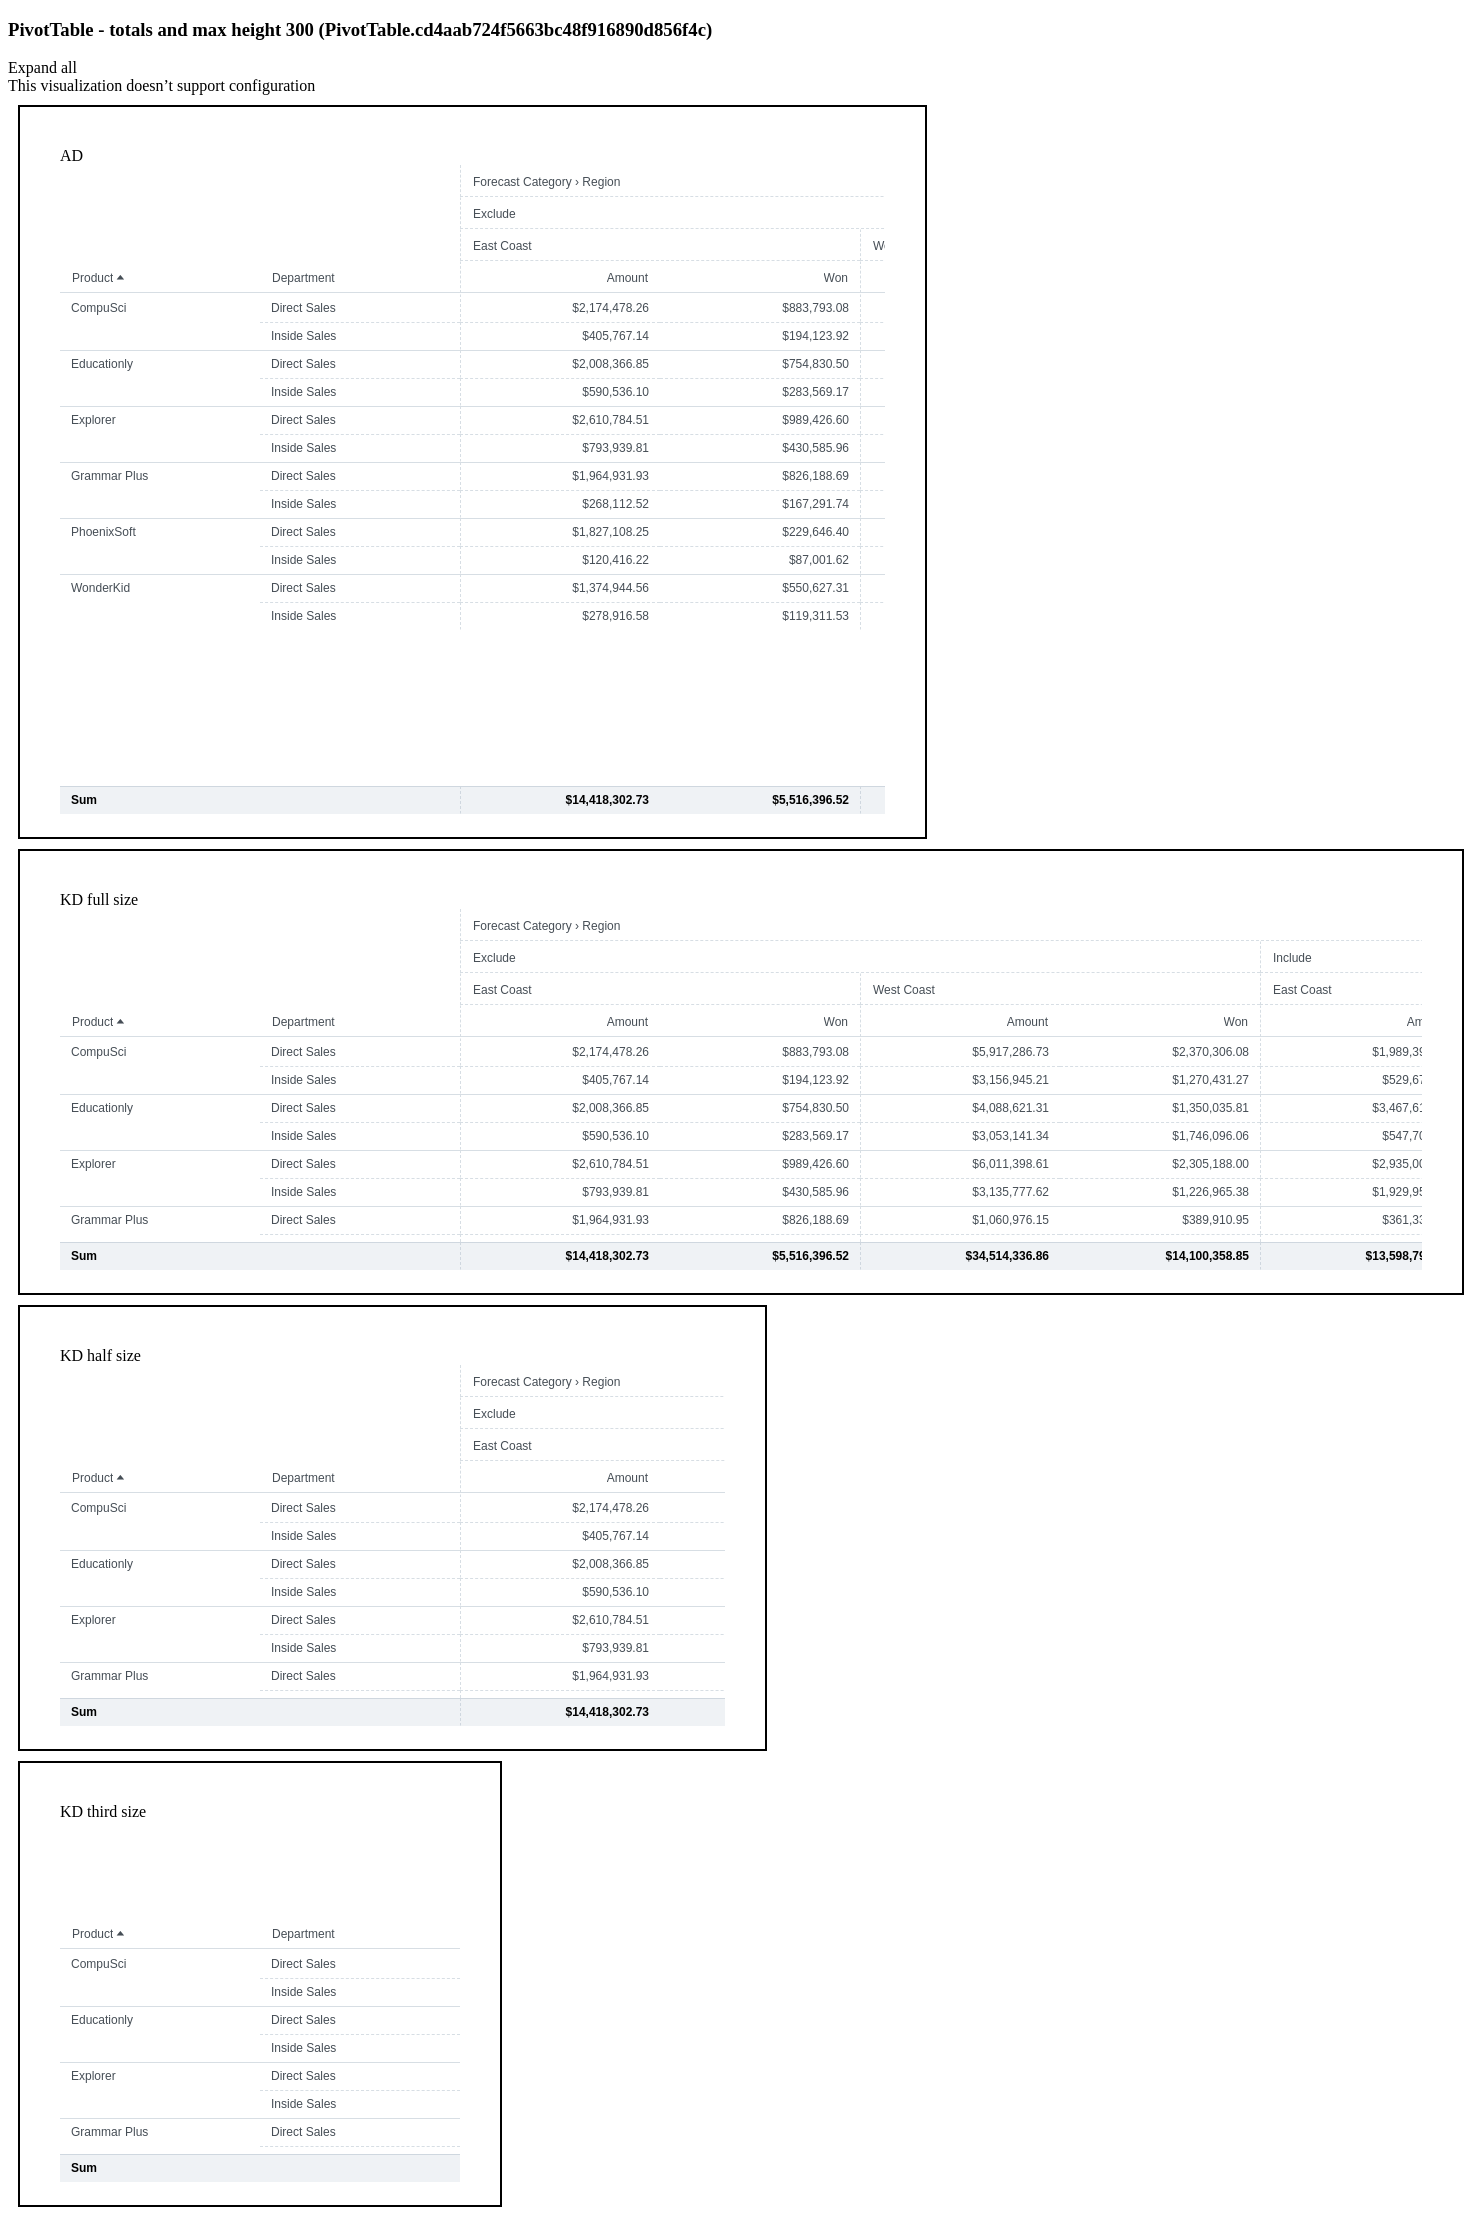 PivotTable - totals and max height 300 (PivotTable.cd4aab724f5663bc48f916890d856f4c)
Expand all
This visualization doesn’t support configuration
AD
Forecast Category › Region
Exclude
East Coast
Product Department Amount Won
CompuSci Direct Sales $2,174,478.26 $883,793.08
Inside Sales $405,767.14 $194,123.92
Educationly Direct Sales $2,008,366.85 $754,830.50
Inside Sales $590,536.10 $283,569.17
Explorer Direct Sales $2,610,784.51 $989,426.60
Inside Sales $793,939.81 $430,585.96
Grammar Plus Direct Sales $1,964,931.93 $826,188.69
Inside Sales $268,112.52 $167,291.74
PhoenixSoft Direct Sales $1,827,108.25 $229,646.40
Inside Sales $120,416.22 $87,001.62
WonderKid Direct Sales $1,374,944.56 $550,627.31
Inside Sales $278,916.58 $119,311.53
Sum $14,418,302.73 $5,516,396.52
KD full size
Forecast Category › Region
Exclude Include
East Coast West Coast East Coast
Product Department Amount Won Amount Won Am
CompuSci Direct Sales $2,174,478.26 $883,793.08 $5,917,286.73 $2,370,306.08 $1,989,39
Inside Sales $405,767.14 $194,123.92 $3,156,945.21 $1,270,431.27 $529,67
Educationly Direct Sales $2,008,366.85 $754,830.50 $4,088,621.31 $1,350,035.81 $3,467,61
Inside Sales $590,536.10 $283,569.17 $3,053,141.34 $1,746,096.06 $547,70
Explorer Direct Sales $2,610,784.51 $989,426.60 $6,011,398.61 $2,305,188.00 $2,935,00
Inside Sales $793,939.81 $430,585.96 $3,135,777.62 $1,226,965.38 $1,929,95
Grammar Plus Direct Sales $1,964,931.93 $826,188.69 $1,060,976.15 $389,910.95 $361,33
Sum $14,418,302.73 $5,516,396.52 $34,514,336.86 $14,100,358.85 $13,598,79
KD half size
Forecast Category › Region
Exclude
East Coast
Product Department Amount
CompuSci Direct Sales $2,174,478.26
Inside Sales $405,767.14
Educationly Direct Sales $2,008,366.85
Inside Sales $590,536.10
Explorer Direct Sales $2,610,784.51
Inside Sales $793,939.81
Grammar Plus Direct Sales $1,964,931.93
Sum $14,418,302.73
KD third size
Product Department
CompuSci Direct Sales
Inside Sales
Educationly Direct Sales
Inside Sales
Explorer Direct Sales
Inside Sales
Grammar Plus Direct Sales
Sum